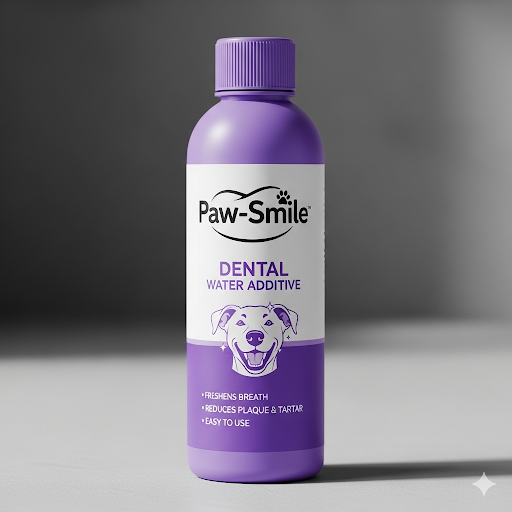 Paw-Smile™
DENTAL
WATER ADDITIVE
• FRESHENS BREATH
• REDUCES PLAQUE & TARTAR
• EASY TO USE